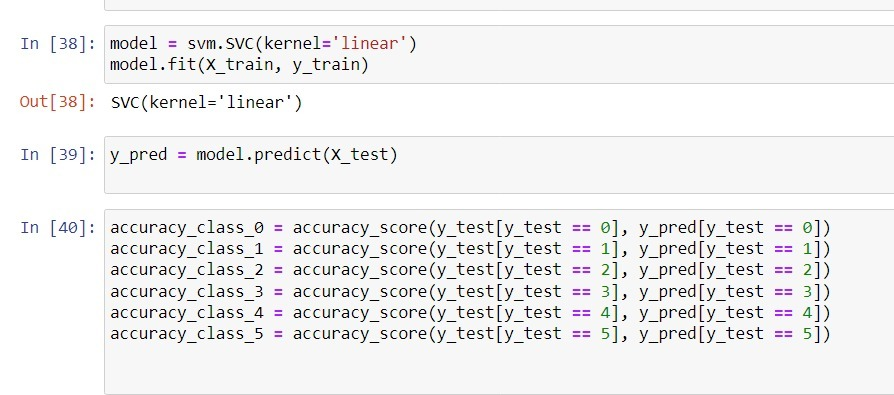 In [38]: model = svm.SVC(kernel='linear')
model.fit(X_train, y_train)
Out[38]: SVC(kernel='linear')
In [39]: y_pred = model.predict(X_test)
In [40]: accuracy_class_0 = accuracy_score(y_test[y_test == 0], y_pred[y_test == 0])
accuracy_class_1 = accuracy_score(y_test[y_test == 1], y_pred[y_test == 1])
accuracy_class_2 = accuracy_score(y_test[y_test == 2], y_pred[y_test == 2])
accuracy_class_3 = accuracy_score(y_test[y_test == 3], y_pred[y_test == 3])
accuracy_class_4 = accuracy_score(y_test[y_test == 4], y_pred[y_test == 4])
accuracy_class_5 = accuracy_score(y_test[y_test == 5], y_pred[y_test == 5])